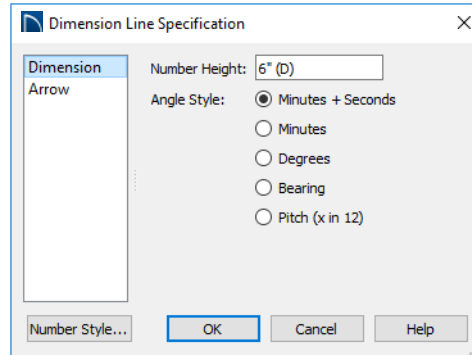 Dimension Line Specification
Dimension
Arrow
Number Height: 6" (D)
Angle Style: Minutes + Seconds
Minutes
Degrees
Bearing
Pitch (x in 12)
Number Style... OK Cancel Help